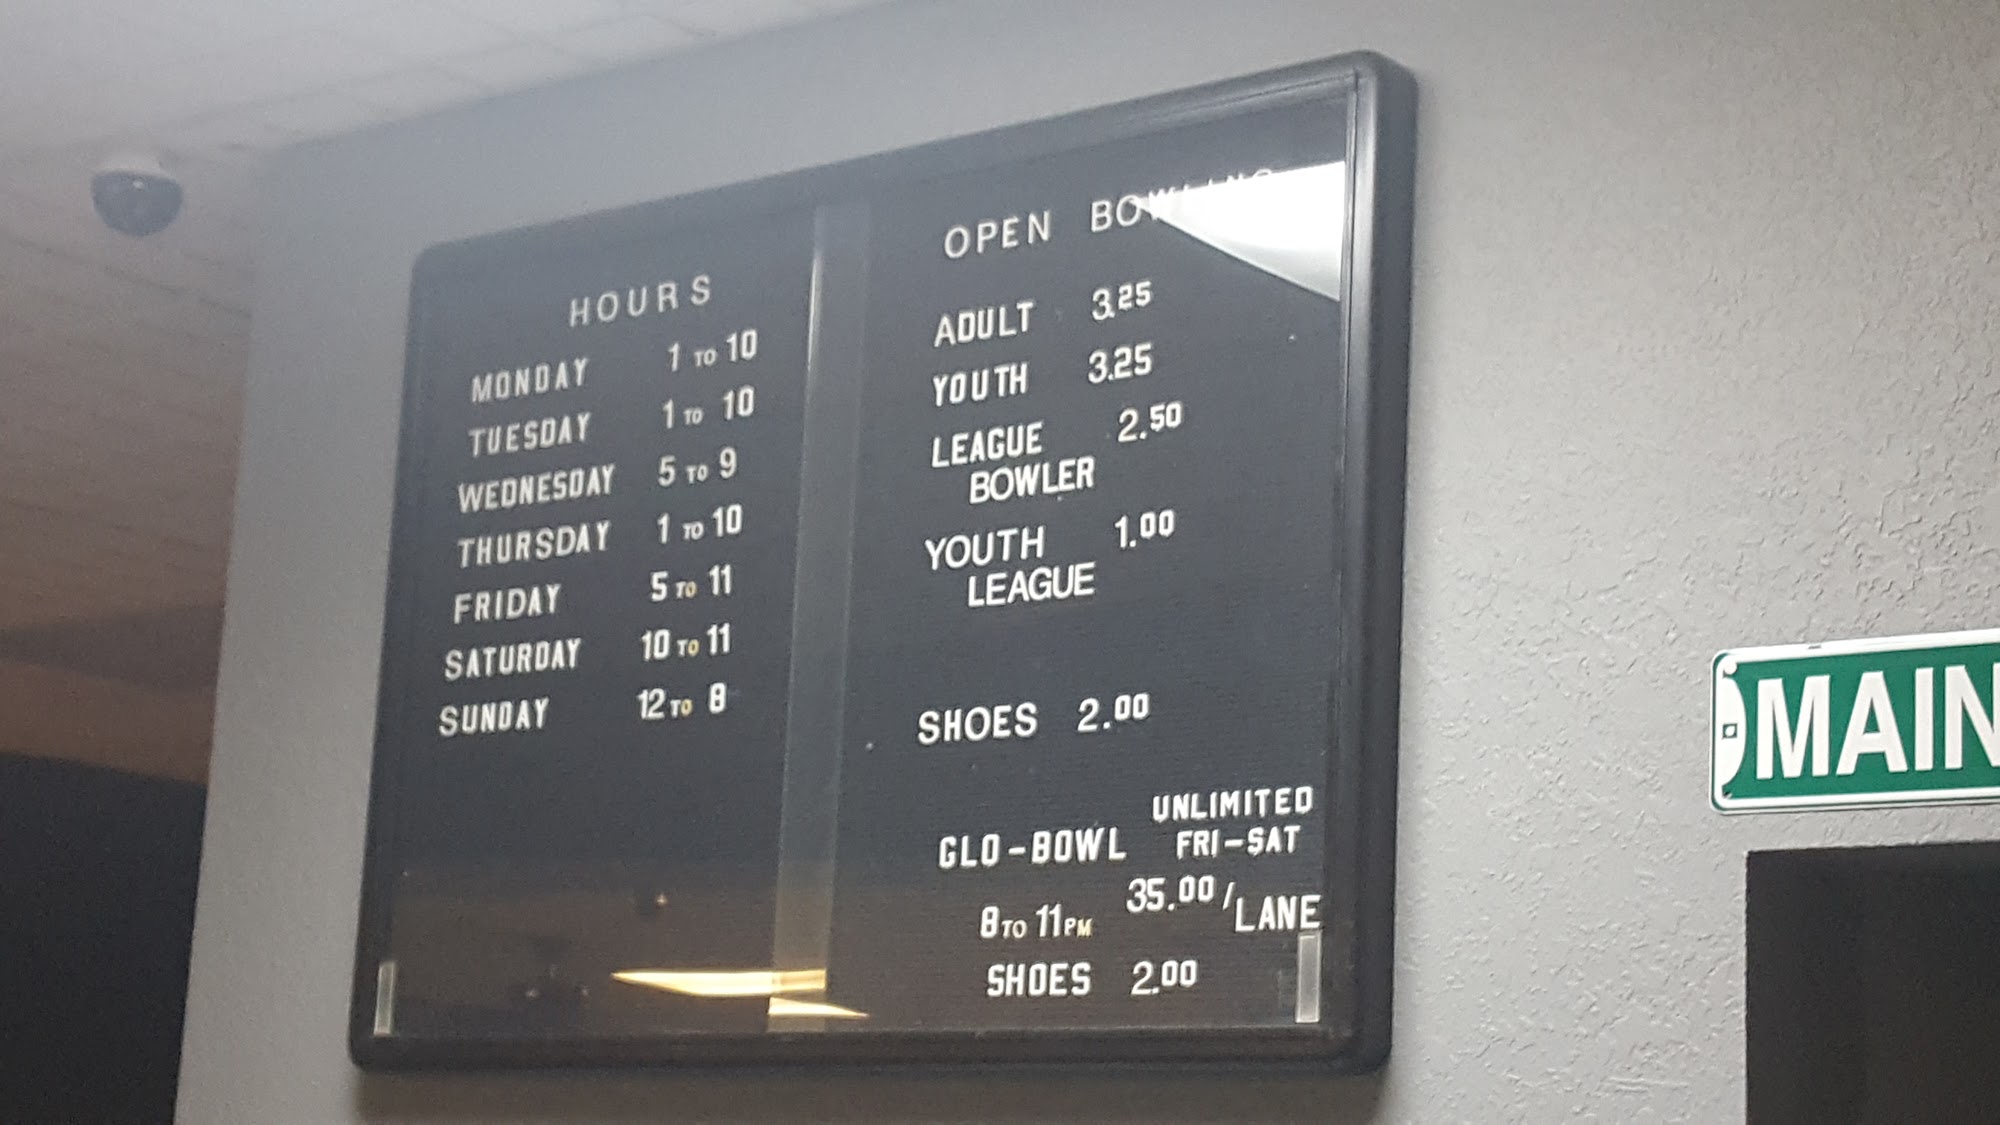 HOURS
MONDAY 1 TO 10
TUESDAY 1 TO 10
WEDNESDAY 5 TO 9
THURSDAY 1 TO 10
FRIDAY 5 TO 11
SATURDAY 10 TO 11
SUNDAY 12 TO 8
OPEN BOWLING
ADULT 3.25
YOUTH 3.25
LEAGUE 2.50
BOWLER
YOUTH 1.00
LEAGUE
SHOES 2.00
UNLIMITED
GLO-BOWL FRI-SAT
8 TO 11 PM 35.00/LANE
SHOES 2.00
MAIN